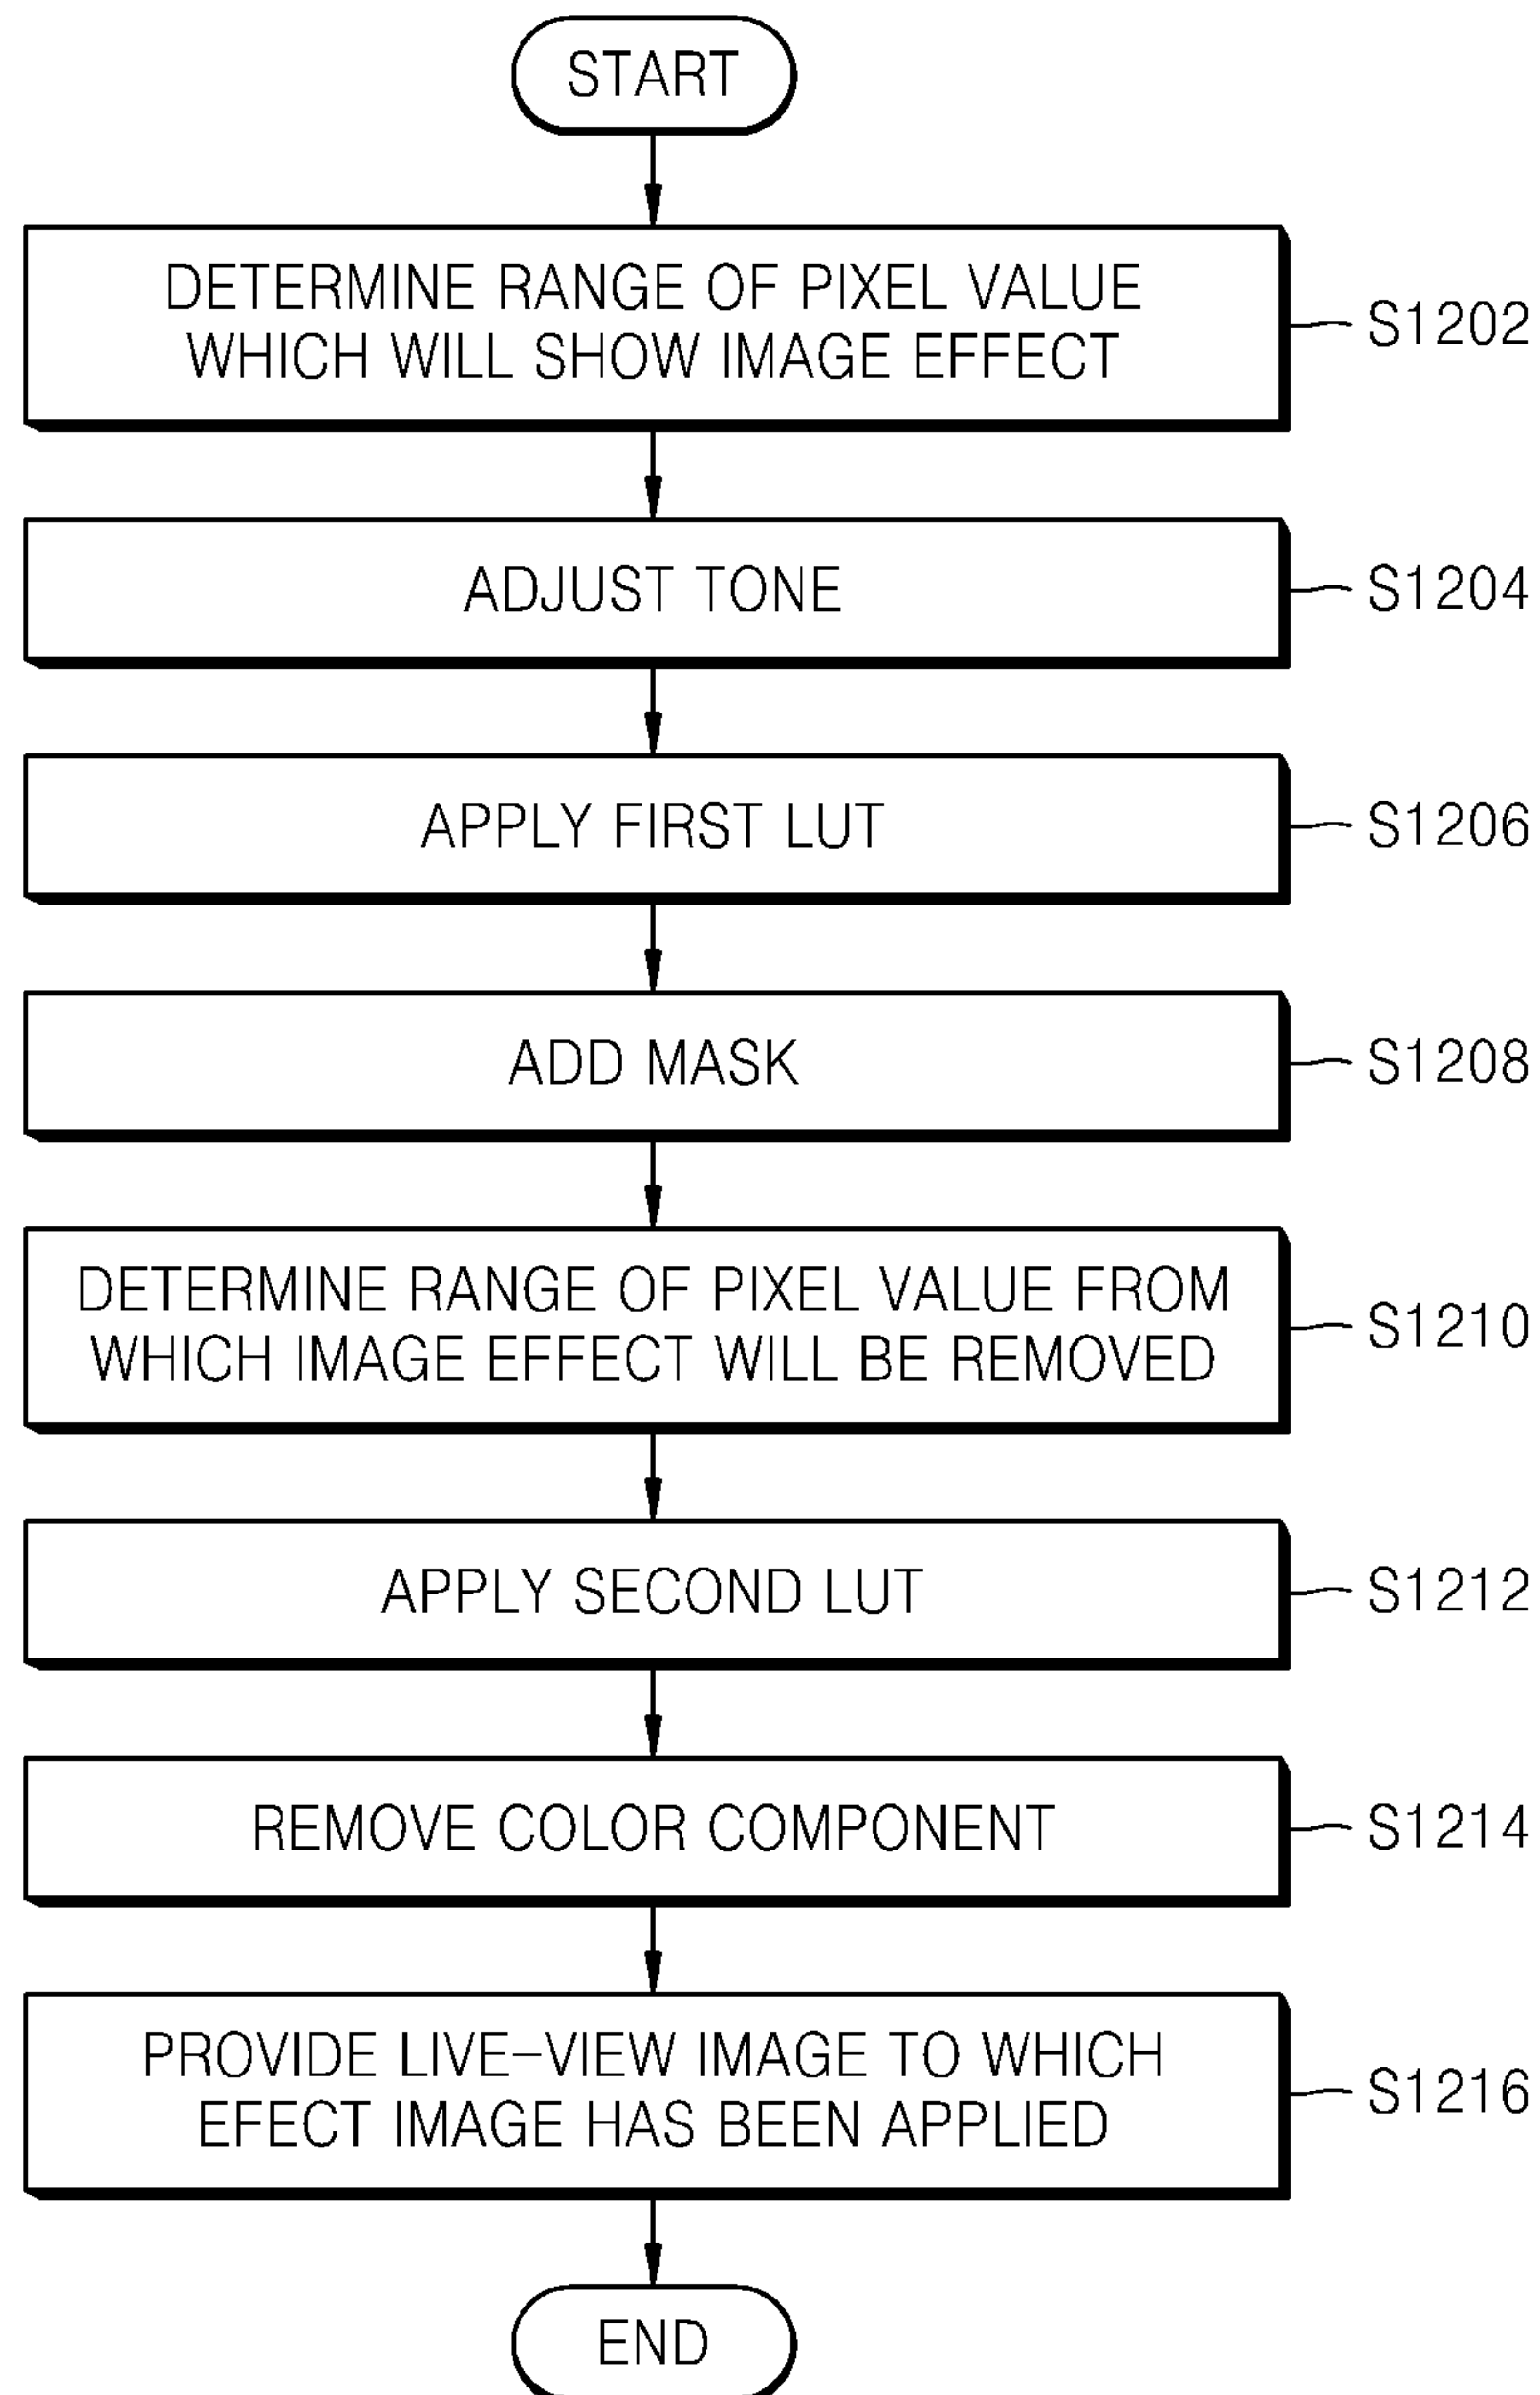 START
DETERMINE RANGE OF PIXEL VALUE
WHICH WILL SHOW IMAGE EFFECT
S1202
ADJUST TONE
S1204
APPLY FIRST LUT
S1206
ADD MASK
S1208
DETERMINE RANGE OF PIXEL VALUE FROM
WHICH IMAGE EFFECT WILL BE REMOVED
S1210
APPLY SECOND LUT
S1212
REMOVE COLOR COMPONENT
S1214
PROVIDE LIVE-VIEW IMAGE TO WHICH
EFECT IMAGE HAS BEEN APPLIED
S1216
END